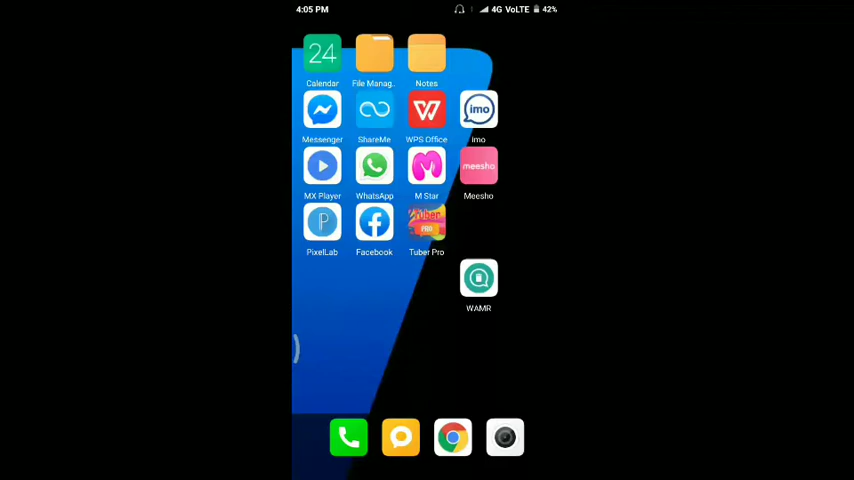 4:05 PM 4G VoLTE 42%
24
Calendar File Manag.. Notes
imo
Messenger ShareMe WPS Office imo
meesho
MX Player WhatsApp M Star Meesho
Tuber
PRO
PixelLab Facebook Tuber Pro
WAMR